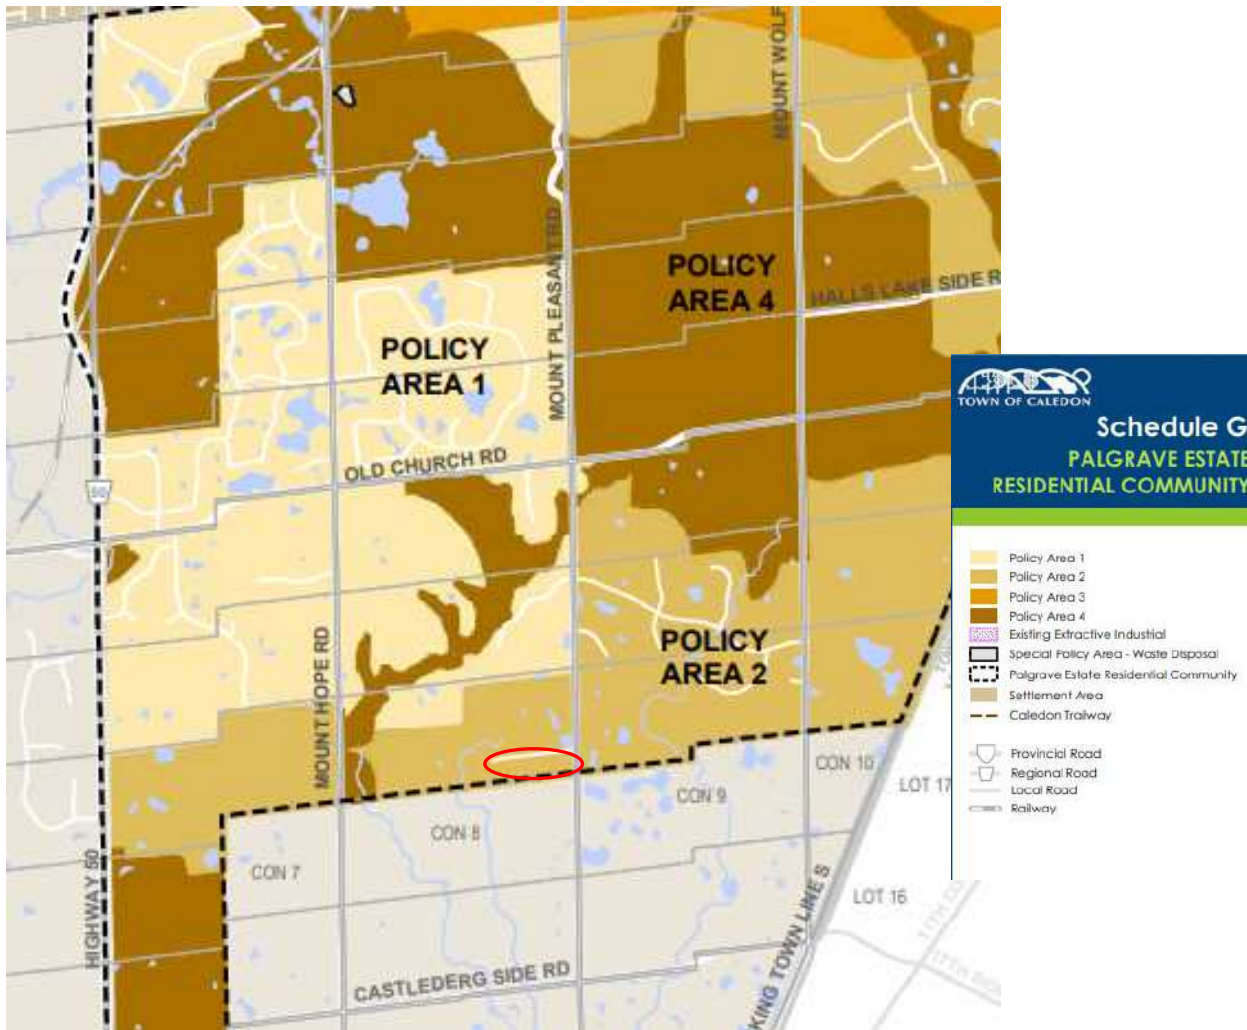 MOUNT WOLF
POLICY
AREA 4
HALLS LAKE SIDE R
MOUNT PLEASANT RD
POLICY
AREA 1
OLD CHURCH RD
50
POLICY
AREA 2
MOUNT HOPE RD
CON 10
LOT 17
CON 9
CON 8
CON 7
HIGHWAY 50
LOT 16
CASTLEDERG SIDE RD
KING TOWN LINE S
TOWN OF CALEDON
Schedule G
PALGRAVE ESTATE
RESIDENTIAL COMMUNITY
Policy Area 1
Policy Area 2
Policy Area 3
Policy Area 4
Existing Extractive Industrial
Special Policy Area - Waste Disposal
Palgrave Estate Residential Community
Settlement Area
Caledon Trailway
Provincial Road
Regional Road
Local Road
Railway